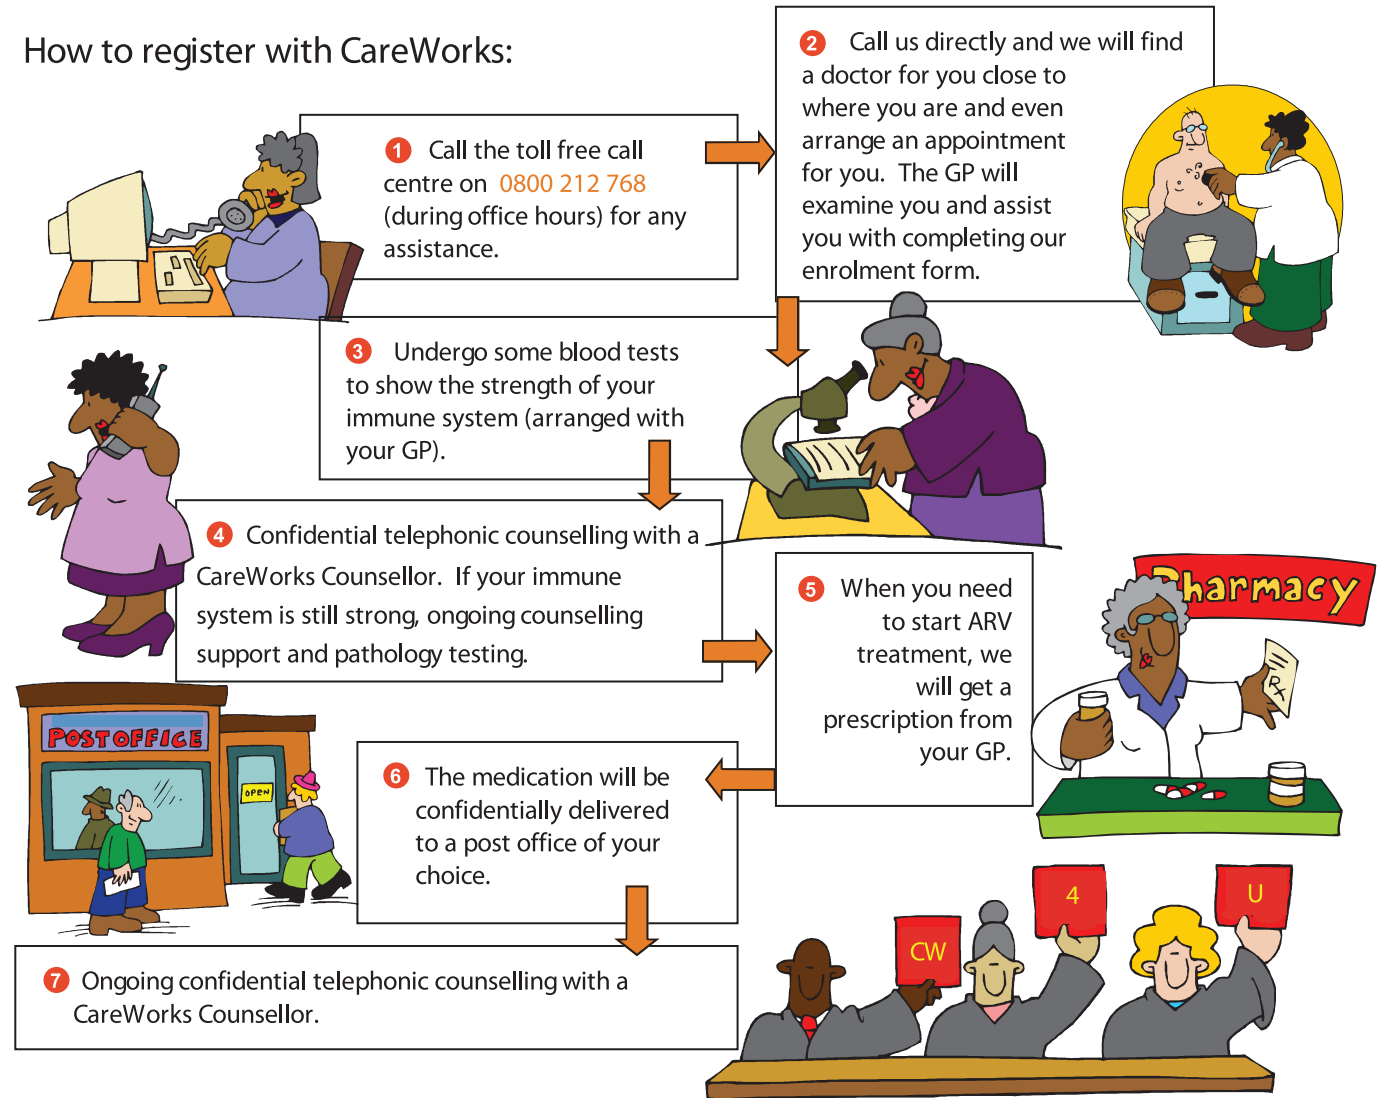 How to register with CareWorks:
1 Call the toll free call
centre on 0800 212 768
(during office hours) for any
assistance.
2 Call us directly and we will find
a doctor for you close to
where you are and even
arrange an appointment
for you. The GP will
examine you and assist
you with completing our
enrolment form.
3 Undergo some blood tests
to show the strength of your
immune system (arranged with
your GP).
4 Confidential telephonic counselling with a
CareWorks Counsellor. If your immune
system is still strong, ongoing counselling
support and pathology testing.
5 When you need
to start ARV
treatment, we
will get a
prescription from
your GP.
Pharmacy
Rx
POST OFFICE
OPEN
6 The medication will be
confidentially delivered
to a post office of your
choice.
7 Ongoing confidential telephonic counselling with a
CareWorks Counsellor.
CW
4
U